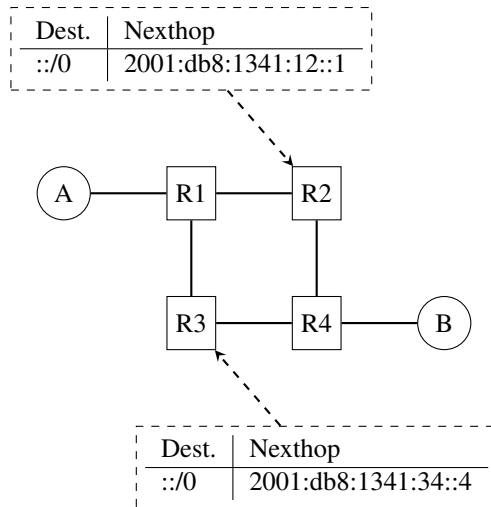 Dest. Nexthop
::/0 2001:db8:1341:12::1
A R1 R2
R3 R4 B
Dest. Nexthop
::/0 2001:db8:1341:34::4